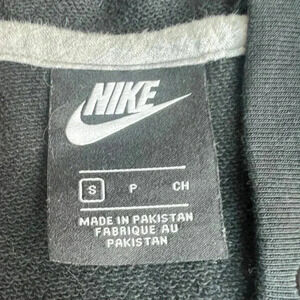 NIKE
S P CH
MADE IN PAKISTAN
FABRIQUE AU
PAKISTAN